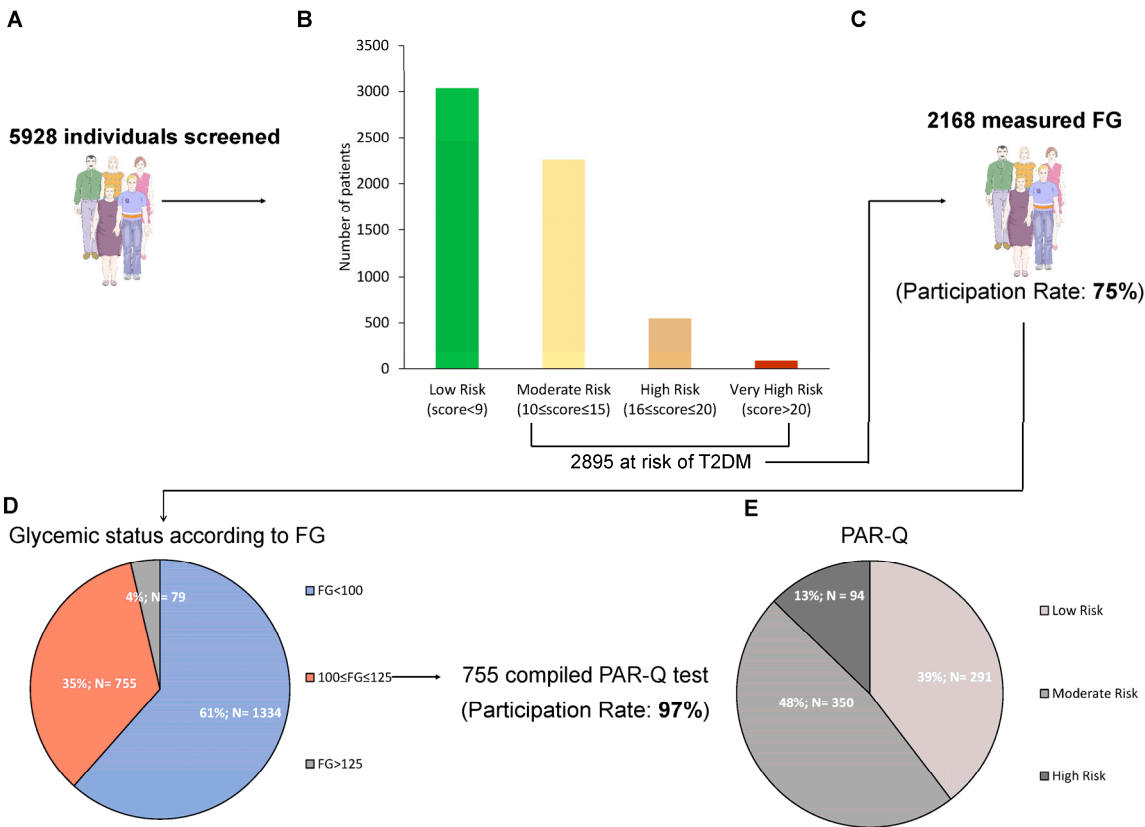 A
5928 individuals screened
B
3500
3000
2500
2000
1500
1000
500
0
Number of patients
Low Risk
(score<9)
Moderate Risk
(10≤score≤15)
High Risk
(16≤score≤20)
Very High Risk
(score>20)
2895 at risk of T2DM
C
2168 measured FG
(Participation Rate: 75%)
D
Glycemic status according to FG
4%; N= 79
35%; N= 755
61%; N= 1334
FG<100
100≤FG≤125
FG>125
755 compiled PAR-Q test
(Participation Rate: 97%)
E
PAR-Q
13%; N = 94
39%; N= 291
48%; N= 350
Low Risk
Moderate Risk
High Risk